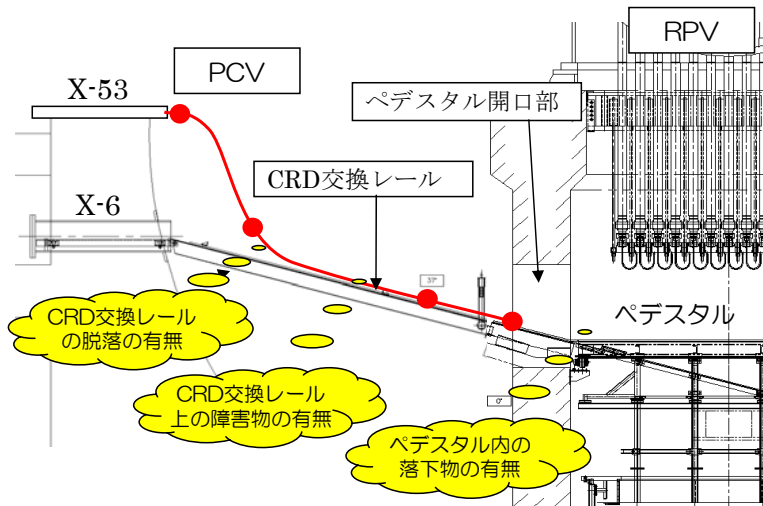 RPV
PCV
X-53
ペデスタル開口部
CRD交換レール
X-6
ペデスタル
CRD交換レール
の脱落の有無
CRD交換レール
上の障害物の有無
ペデスタル内の
落下物の有無
0°